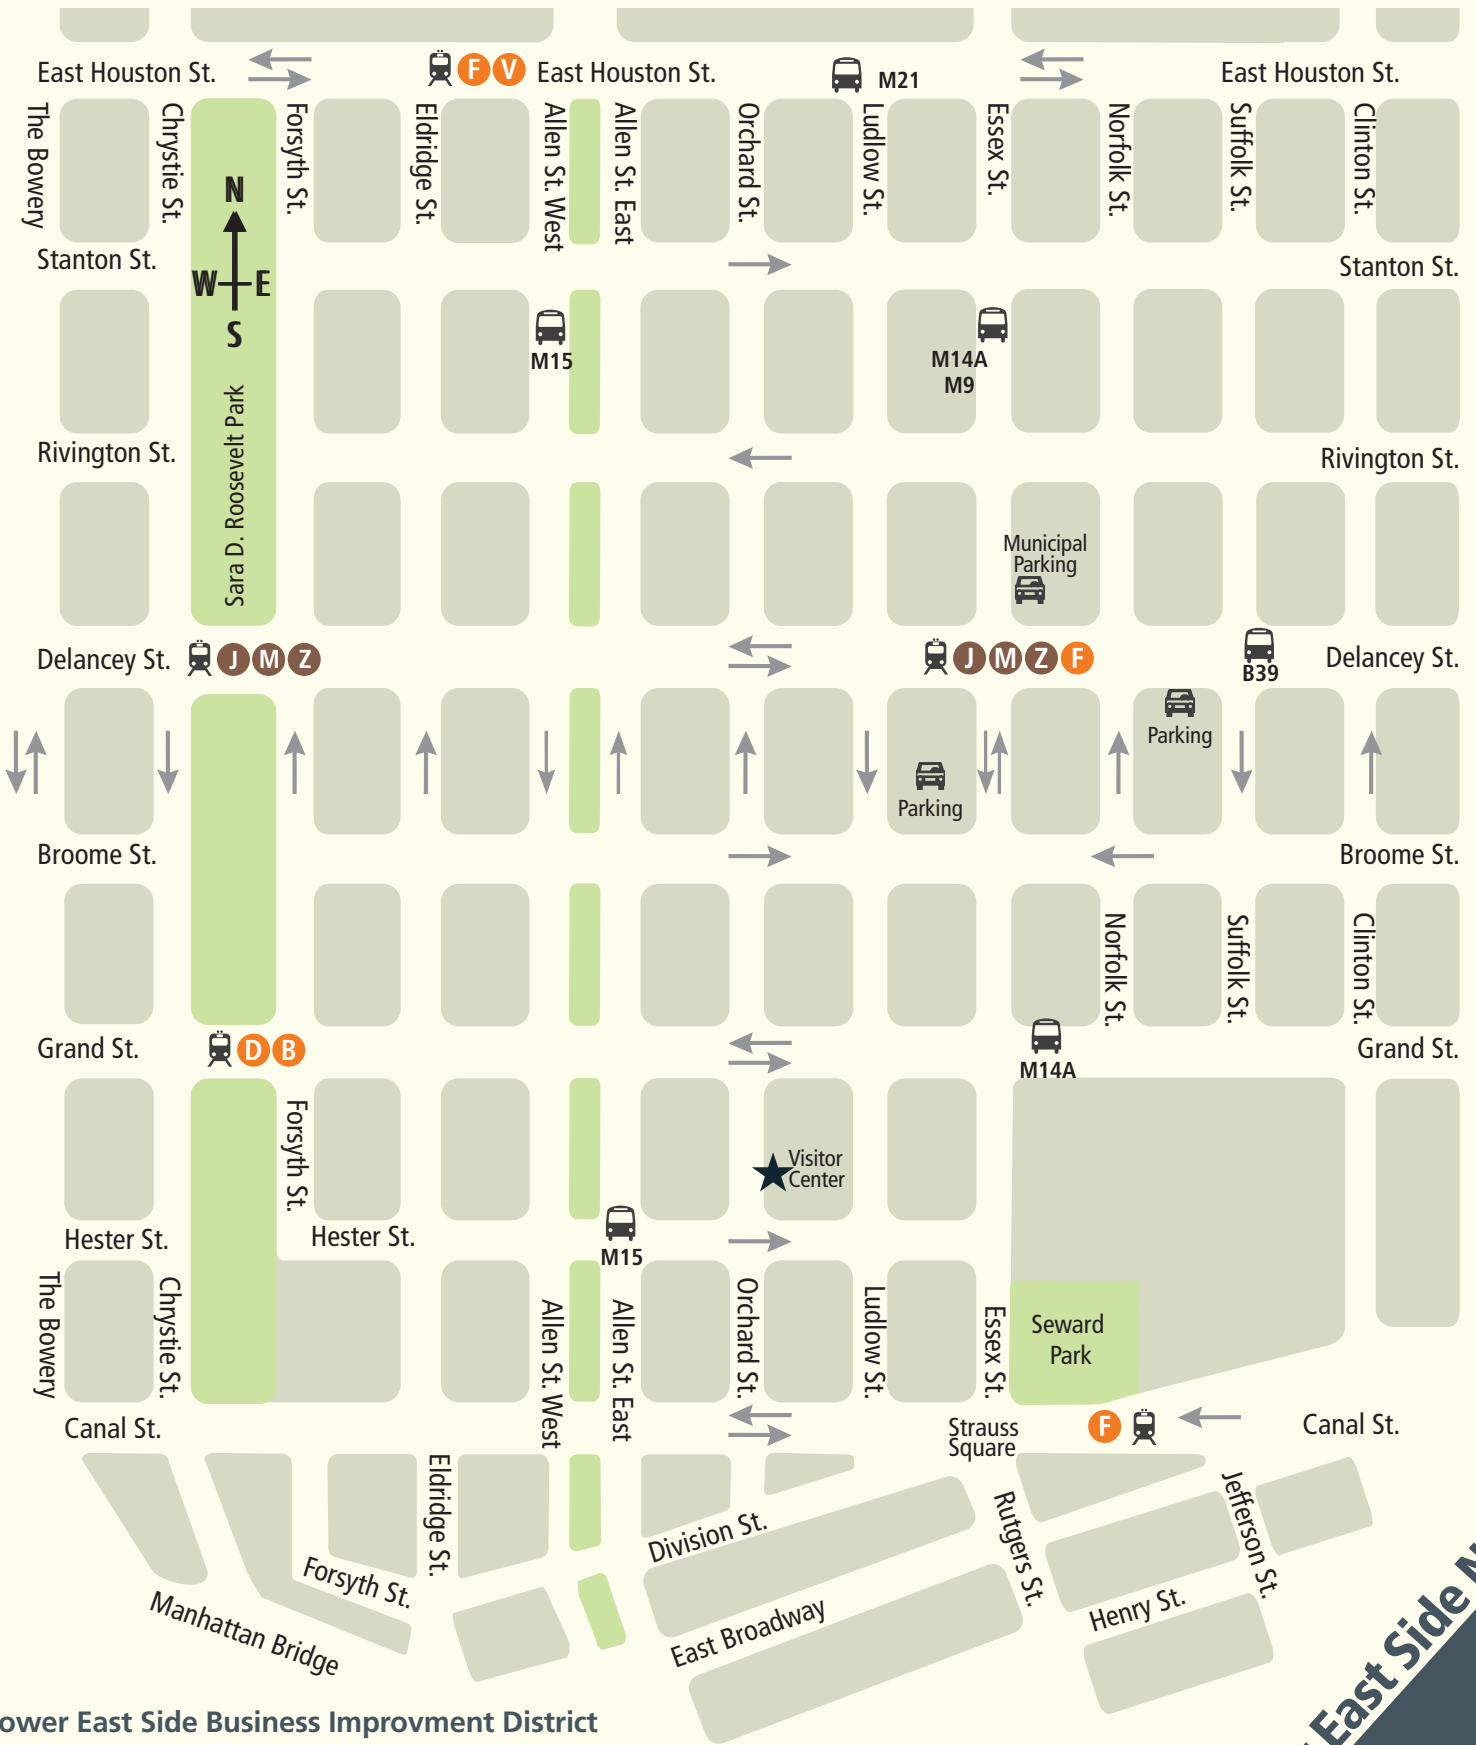 East Houston St.
F V
East Houston St.
M21
East Houston St.
The Bowery
Chrystie St.
Forsyth St.
Eldridge St.
Allen St. West
Allen St. East
Orchard St.
Ludlow St.
Essex St.
Norfolk St.
Suffolk St.
Clinton St.
N
W E
S
Stanton St.
Stanton St.
M15
M14A
M9
Sara D. Roosevelt Park
Rivington St.
Rivington St.
Municipal
Parking
Delancey St.
J M Z
J M Z F
B39
Delancey St.
Parking
Parking
Broome St.
Broome St.
Norfolk St.
Suffolk St.
Clinton St.
Grand St.
D B
M14A
Grand St.
Forsyth St.
Visitor
Center
Hester St.
Hester St.
M15
The Bowery
Chrystie St.
Allen St. West
Allen St. East
Orchard St.
Ludlow St.
Essex St.
Seward
Park
Canal St.
Strauss
Square
F
Canal St.
Eldridge St.
Division St.
Rutgers St.
Jefferson St.
Forsyth St.
Manhattan Bridge
East Broadway
Henry St.
ower East Side Business Improvment District
East Side